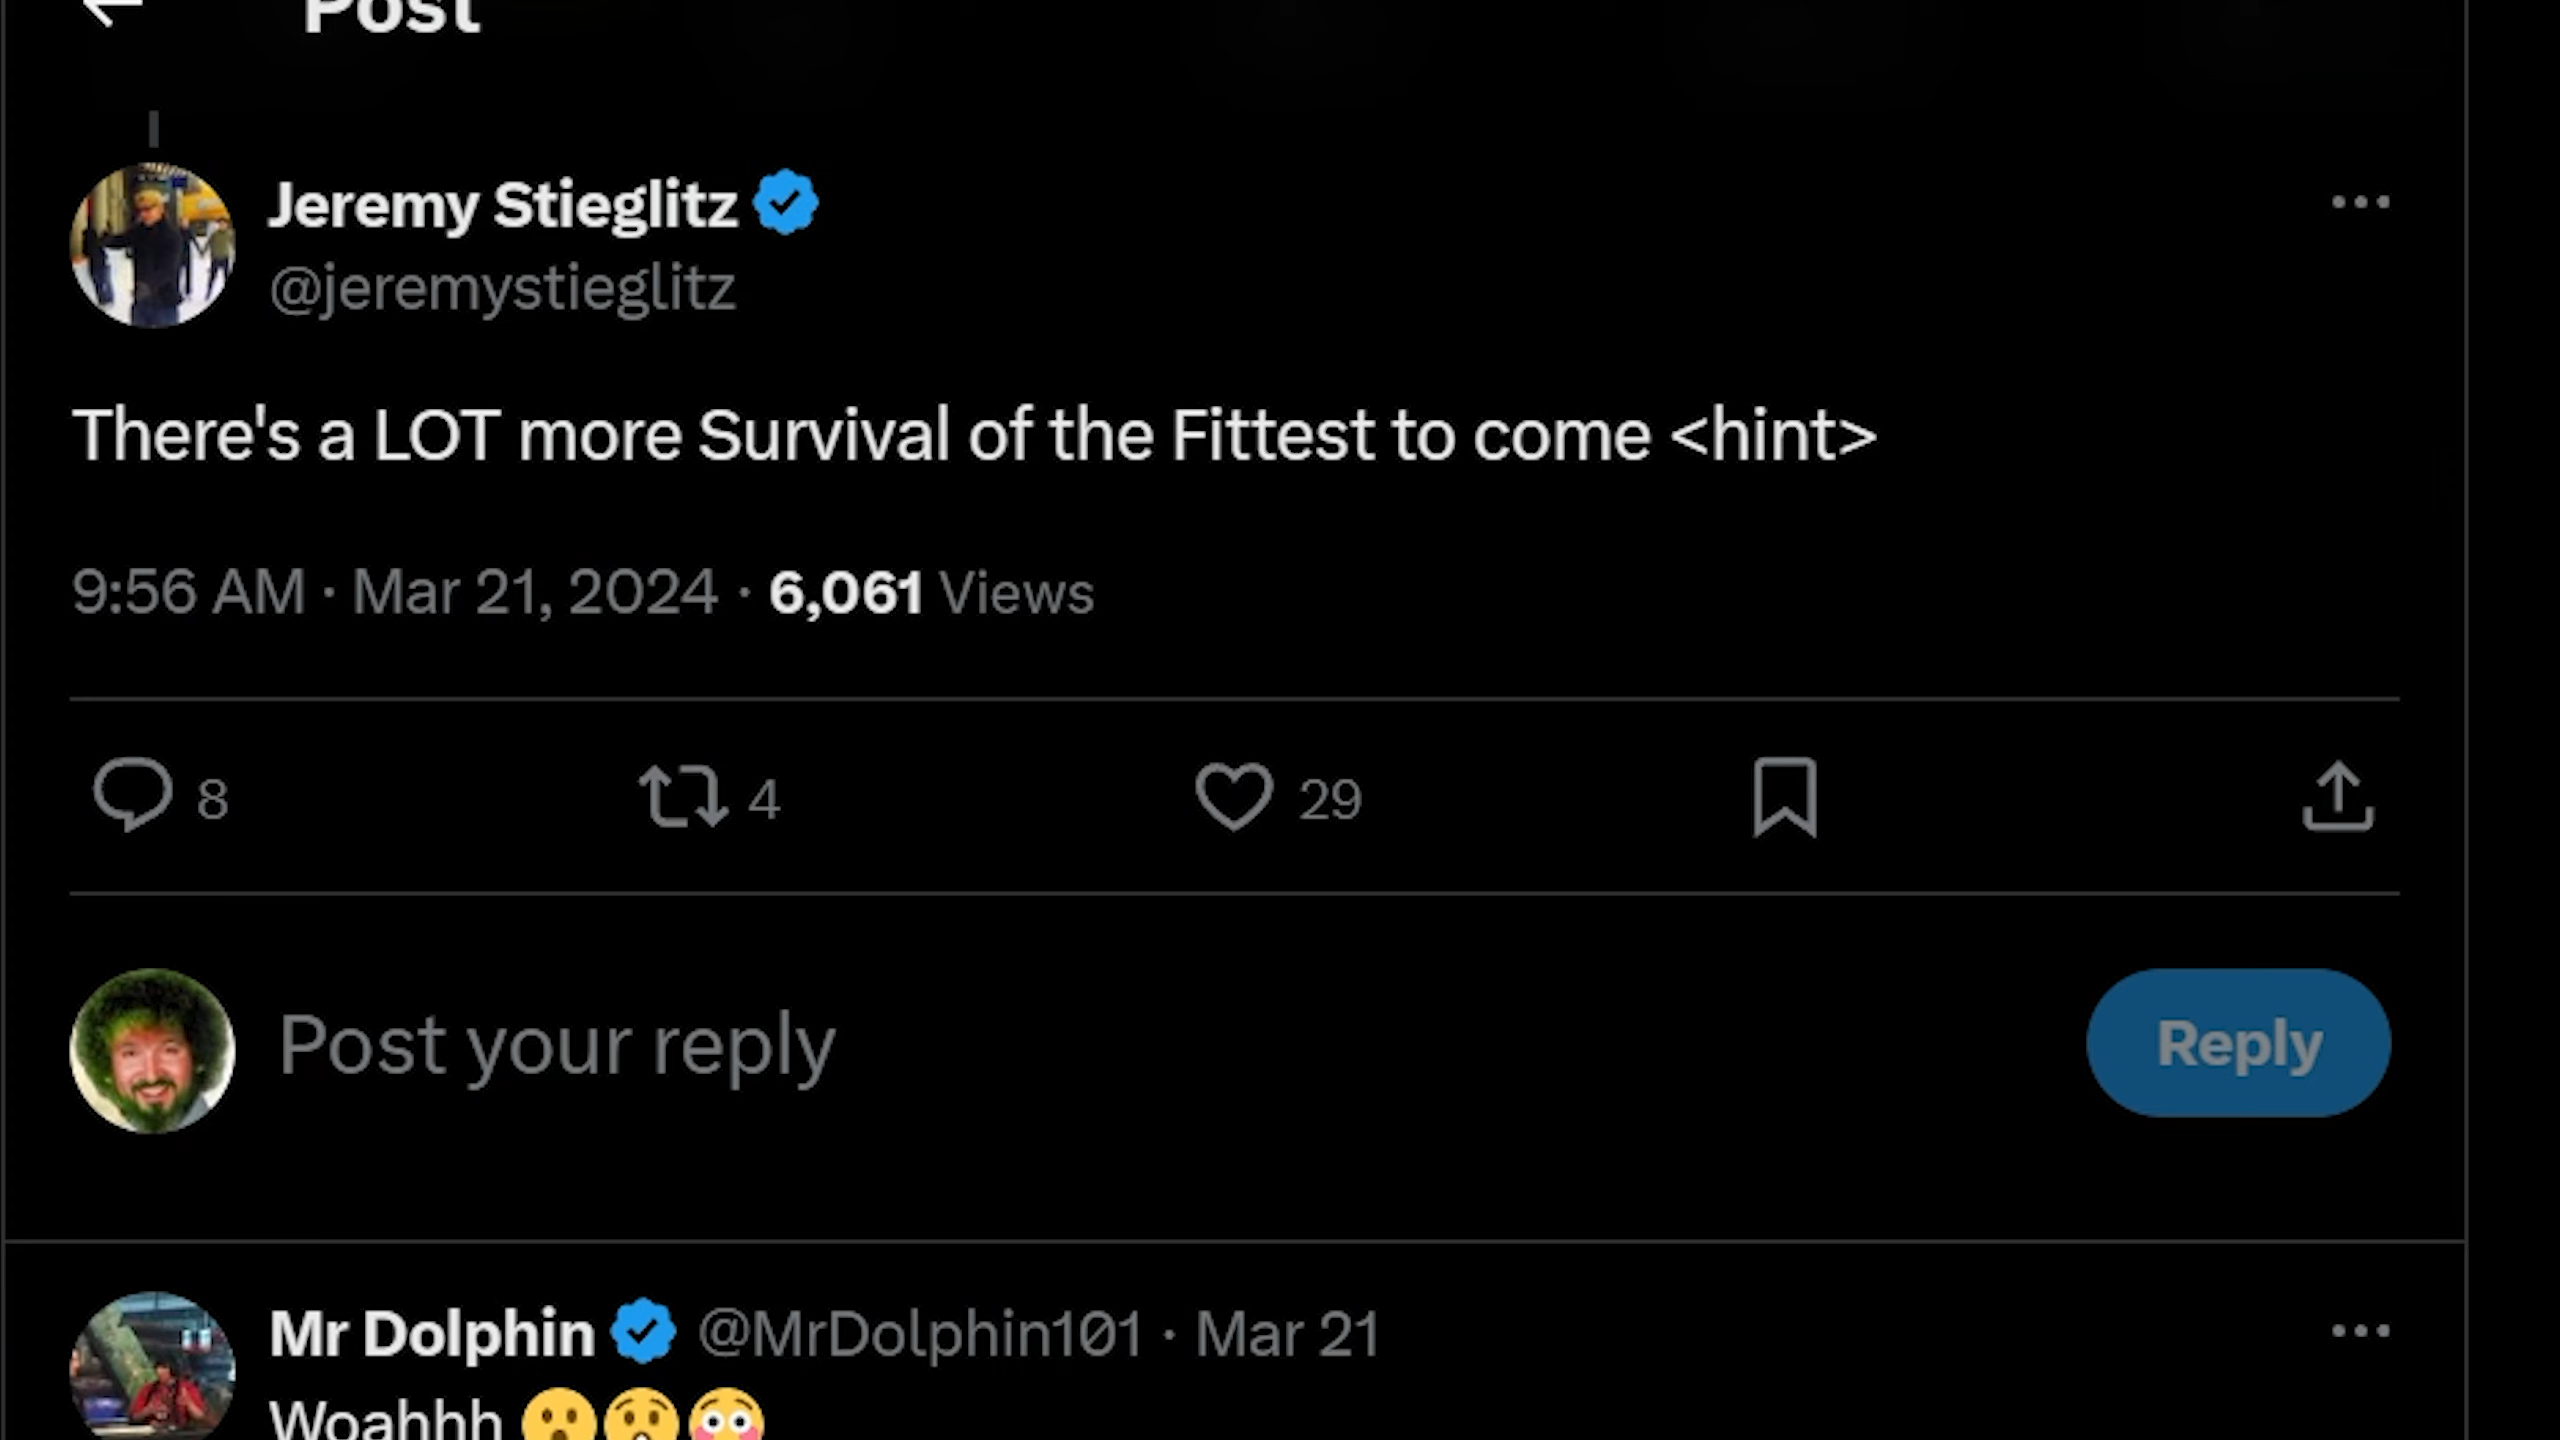 Post
Jeremy Stieglitz
@jeremystieglitz
There's a LOT more Survival of the Fittest to come <hint>
9:56 AM · Mar 21, 2024 · 6,061 Views
8 4 29
Post your reply
Reply
Mr Dolphin @MrDolphin101 · Mar 21
Woahhh 😮😲😳